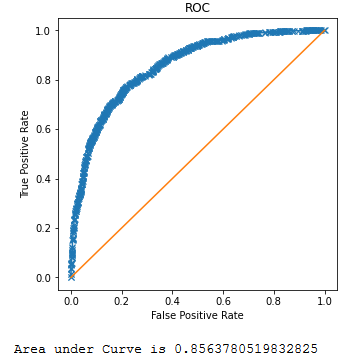 ROC
1.0
0.8
0.6
0.4
0.2
0.0
True Positive Rate
0.0 0.2 0.4 0.6 0.8 1.0
False Positive Rate
Area under Curve is 0.8563780519832825